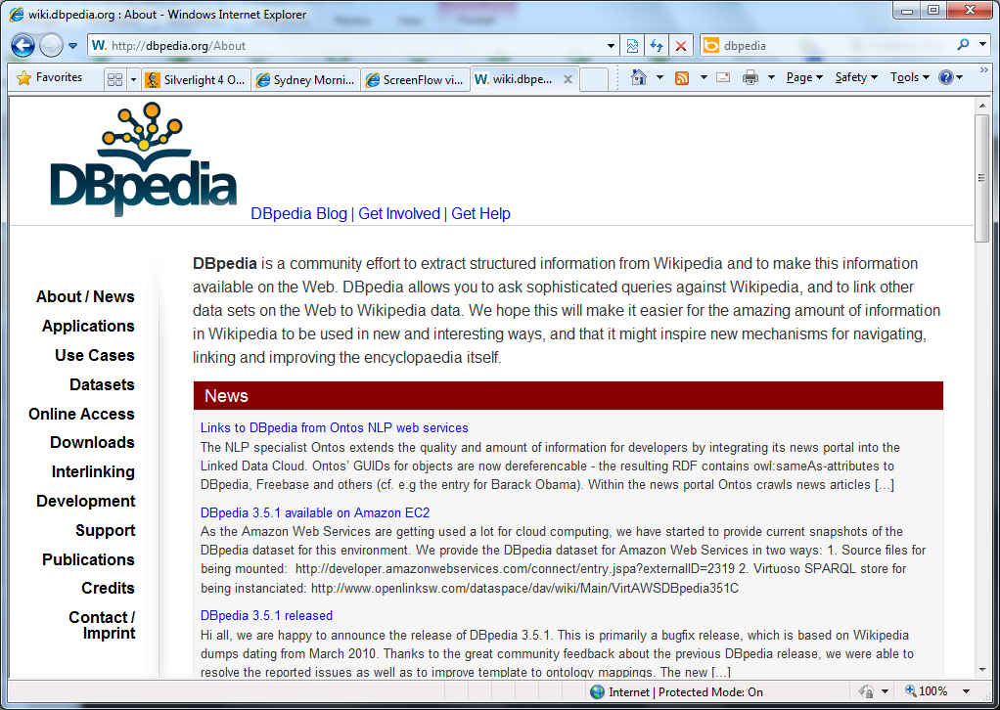 wiki.dbpedia.org : About - Windows Internet Explorer
W. http://dbpedia.org/About
dbpedia
Favorites
Silverlight 4 O...
Sydney Morni...
ScreenFlow vi...
W. wiki.dbpe...
Page
Safety
Tools
DBpedia
DBpedia Blog | Get Involved | Get Help
About / News
Applications
Use Cases
Datasets
Online Access
Downloads
Interlinking
Development
Support
Publications
Credits
Contact /
Imprint
DBpedia is a community effort to extract structured information from Wikipedia and to make this information
available on the Web. DBpedia allows you to ask sophisticated queries against Wikipedia, and to link other
data sets on the Web to Wikipedia data. We hope this will make it easier for the amazing amount of information
in Wikipedia to be used in new and interesting ways, and that it might inspire new mechanisms for navigating,
linking and improving the encyclopaedia itself.
News
Links to DBpedia from Ontos NLP web services
The NLP specialist Ontos extends the quality and amount of information for developers by integrating its news portal into the
Linked Data Cloud. Ontos’ GUIDs for objects are now dereferencable - the resulting RDF contains owl:sameAs-attributes to
DBpedia, Freebase and others (cf. e.g the entry for Barack Obama). Within the news portal Ontos crawls news articles [...]
DBpedia 3.5.1 available on Amazon EC2
As the Amazon Web Services are getting used a lot for cloud computing, we have started to provide current snapshots of the
DBpedia dataset for this environment. We provide the DBpedia dataset for Amazon Web Services in two ways: 1. Source files for
being mounted: http://developer.amazonwebservices.com/connect/entry.jspa?externalID=2319 2. Virtuoso SPARQL store for
being instanciated: http://www.openlinksw.com/dataspace/dav/wiki/Main/VirtAWSDBpedia351C
DBpedia 3.5.1 released
Hi all, we are happy to announce the release of DBpedia 3.5.1. This is primarily a bugfix release, which is based on Wikipedia
dumps dating from March 2010. Thanks to the great community feedback about the previous DBpedia release, we were able to
resolve the reported issues as well as to improve template to ontology mappings. The new [...]
Internet | Protected Mode: On
100%